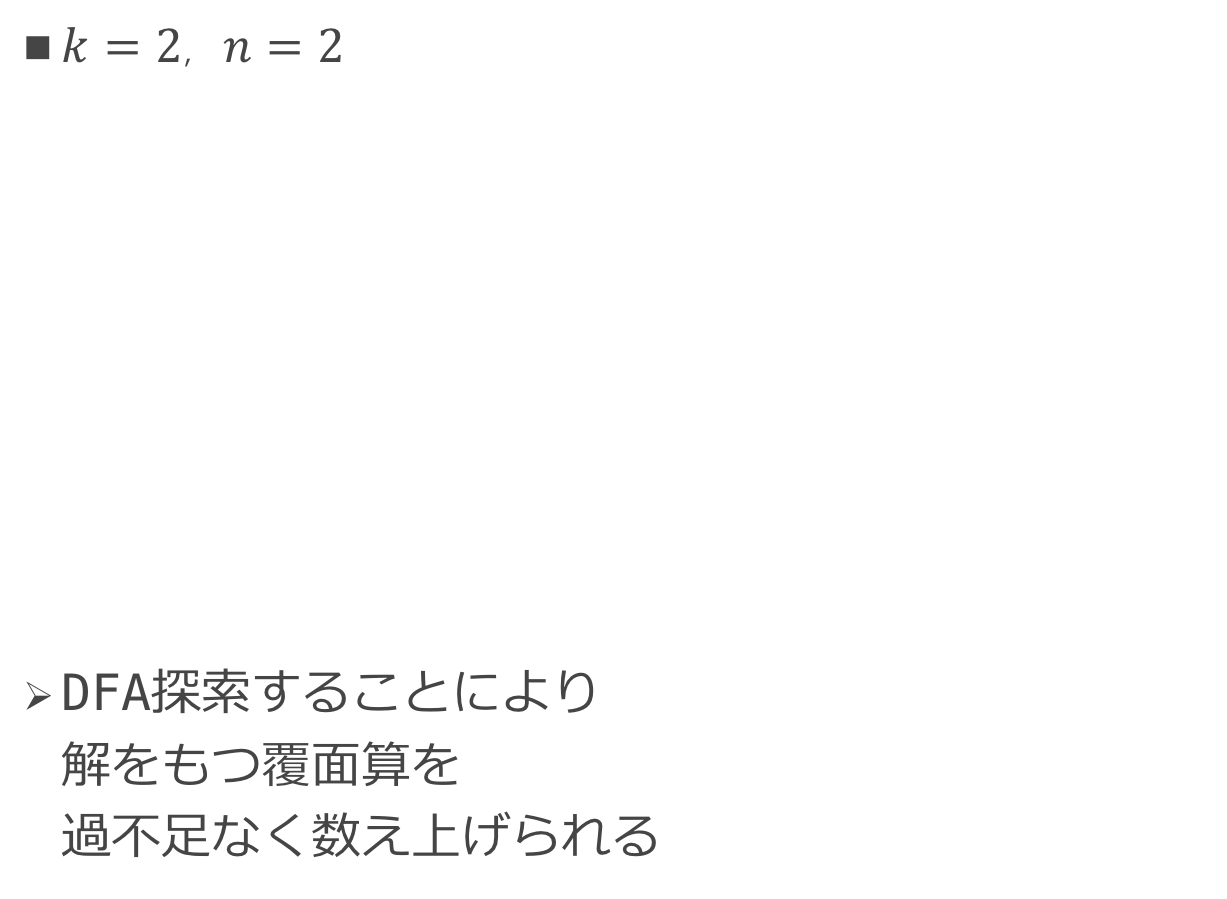 ■ k = 2, n = 2
➢ DFA探索することにより
解をもつ覆面算を
過不足なく数え上げられる